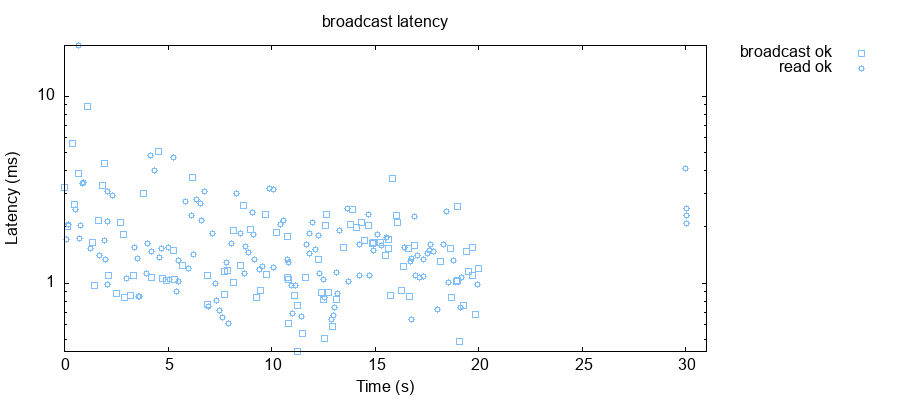 broadcast latency
broadcast ok
read ok
10
1
Latency (ms)
0 5 10 15 20 25 30
Time (s)